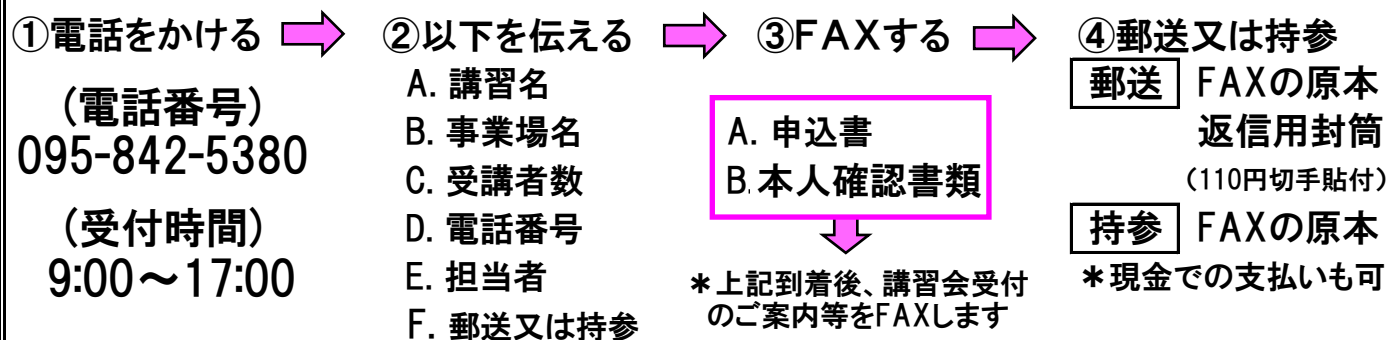 ①電話をかける
（電話番号）
095-842-5380
（受付時間）
9:00～17:00
②以下を伝える
A. 講習名
B. 事業場名
C. 受講者数
D. 電話番号
E. 担当者
F. 郵送又は持参
③FAXする
A. 申込書
B. 本人確認書類
＊上記到着後、講習会受付
のご案内等をFAXします
④郵送又は持参
郵送 FAXの原本
返信用封筒
（110円切手貼付）
持参 FAXの原本
＊現金での支払いも可